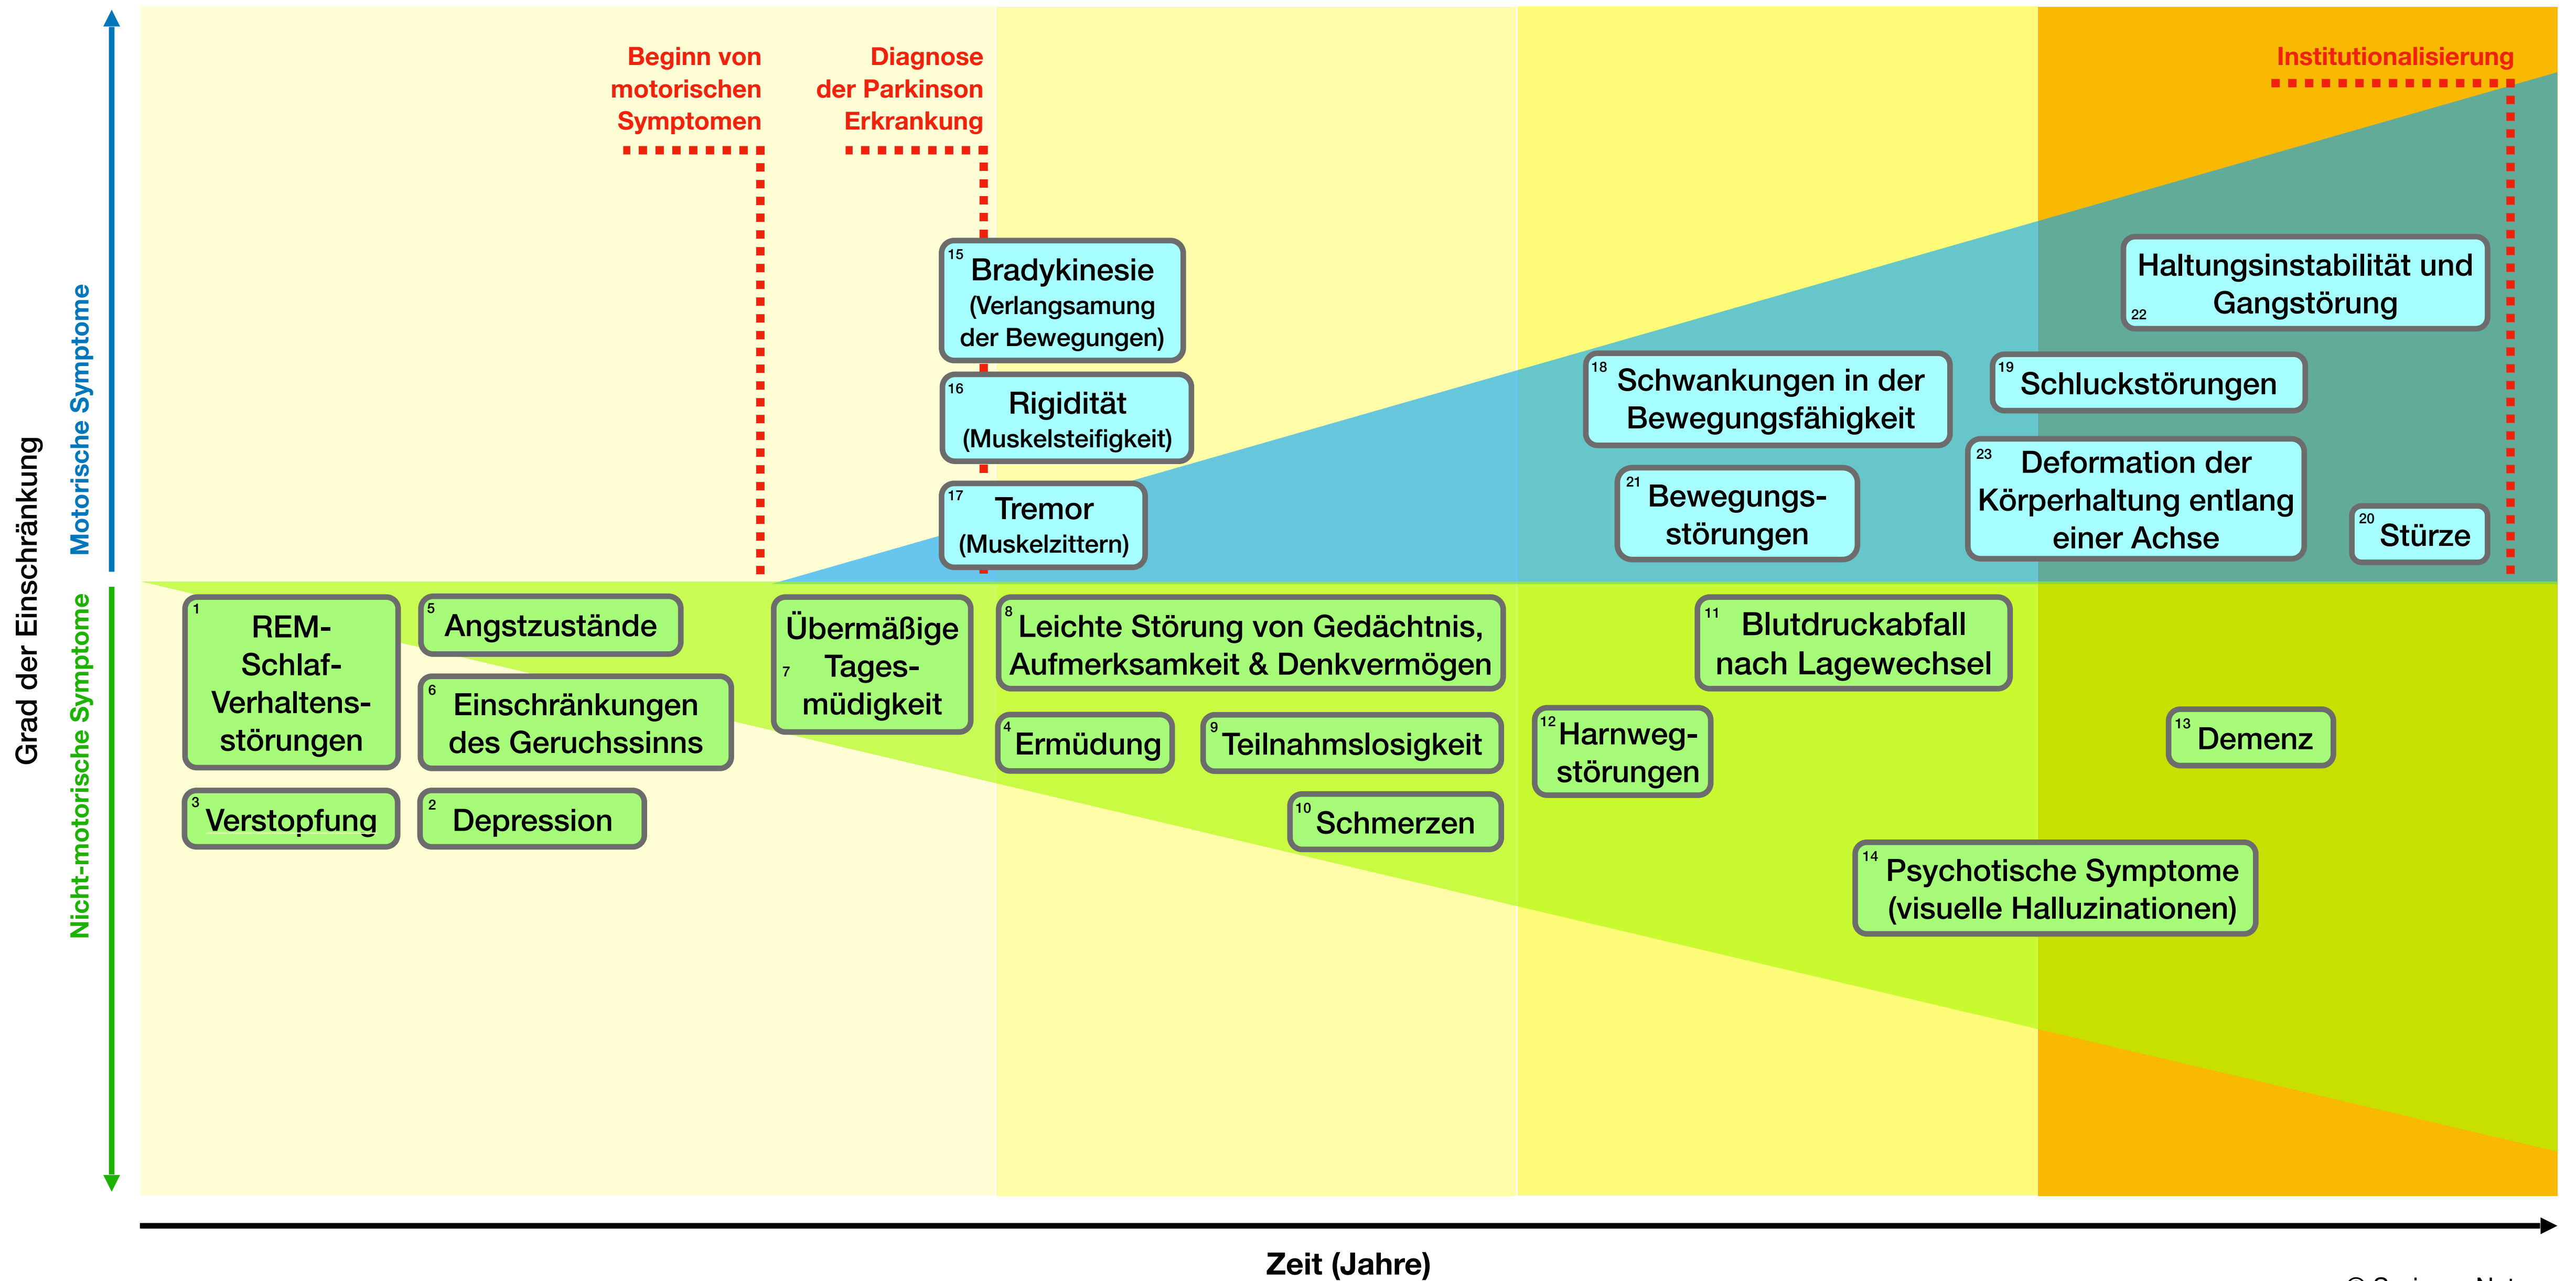 Beginn von
motorischen
Symptomen
Diagnose
der Parkinson
Erkrankung
Institutionalisierung
Grad der Einschränkung
Motorische Symptome
Nicht-motorische Symptome
15 Bradykinesie
(Verlangsamung
der Bewegungen)
16 Rigidität
(Muskelsteifigkeit)
17 Tremor
(Muskelzittern)
18 Schwankungen in der
Bewegungsfähigkeit
21 Bewegungs-
störungen
Haltungsinstabilität und
22 Gangstörung
19 Schluckstörungen
23 Deformation der
Körperhaltung entlang
einer Achse
20 Stürze
1 REM-
Schlaf-
Verhaltens-
störungen
3 Verstopfung
5 Angstzustände
6 Einschränkungen
des Geruchssinns
2 Depression
Übermäßige
7 Tages-
müdigkeit
8 Leichte Störung von Gedächtnis,
Aufmerksamkeit & Denkvermögen
4 Ermüdung
9 Teilnahmslosigkeit
10 Schmerzen
11 Blutdruckabfall
nach Lagewechsel
12 Harnweg-
störungen
13 Demenz
14 Psychotische Symptome
(visuelle Halluzinationen)
Zeit (Jahre)